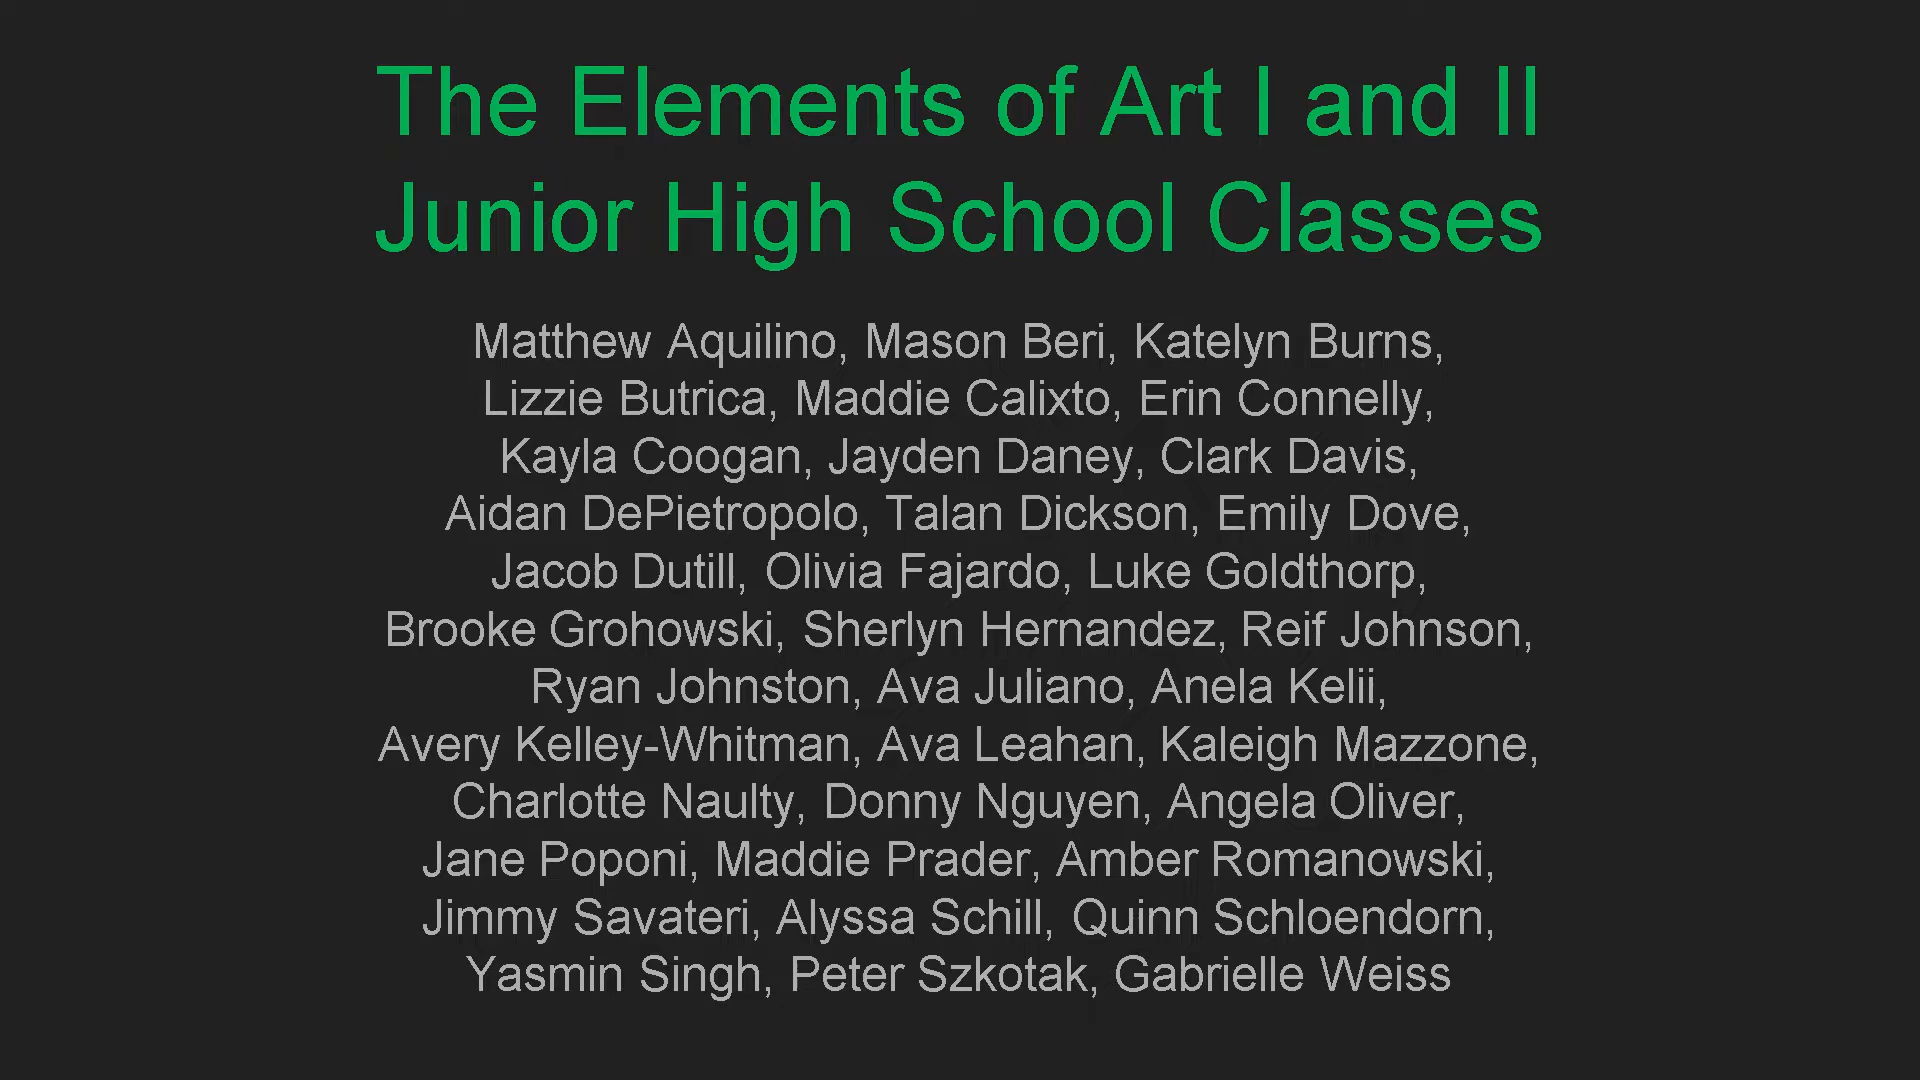 The Elements of Art I and II
Junior High School Classes
Matthew Aquilino, Mason Beri, Katelyn Burns,
Lizzie Butrica, Maddie Calixto, Erin Connelly,
Kayla Coogan, Jayden Daney, Clark Davis,
Aidan DePietropolo, Talan Dickson, Emily Dove,
Jacob Dutill, Olivia Fajardo, Luke Goldthorp,
Brooke Grohowski, Sherlyn Hernandez, Reif Johnson,
Ryan Johnston, Ava Juliano, Anela Kelii,
Avery Kelley-Whitman, Ava Leahan, Kaleigh Mazzone,
Charlotte Naulty, Donny Nguyen, Angela Oliver,
Jane Poponi, Maddie Prader, Amber Romanowski,
Jimmy Savateri, Alyssa Schill, Quinn Schloendorn,
Yasmin Singh, Peter Szkotak, Gabrielle Weiss